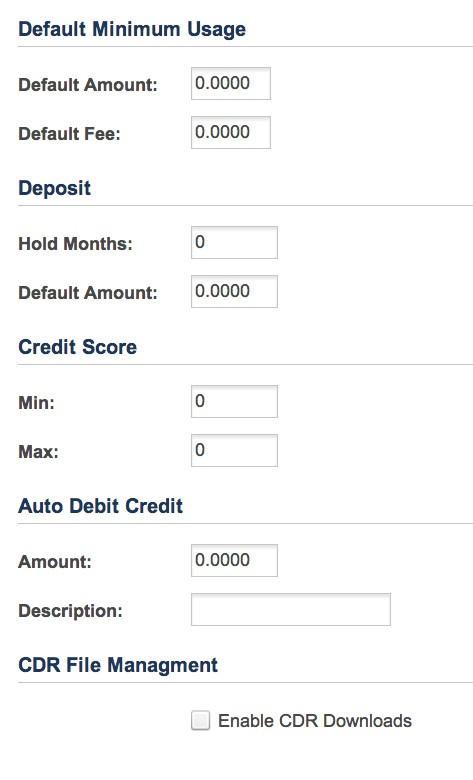 Default Minimum Usage
Default Amount: 0.0000
Default Fee: 0.0000
Deposit
Hold Months: 0
Default Amount: 0.0000
Credit Score
Min: 0
Max: 0
Auto Debit Credit
Amount: 0.0000
Description:
CDR File Managment
Enable CDR Downloads